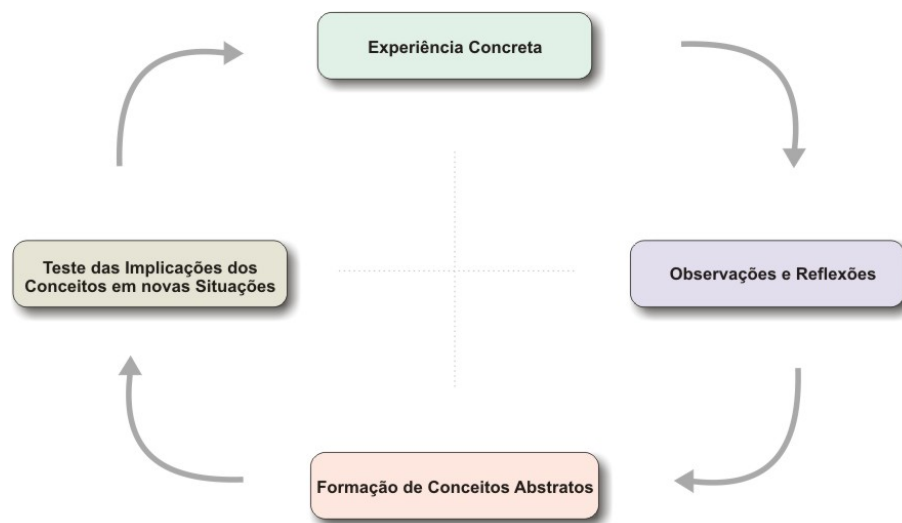 Experiência Concreta
Teste das Implicações dos
Conceitos em novas Situações
Observações e Reflexões
Formação de Conceitos Abstratos